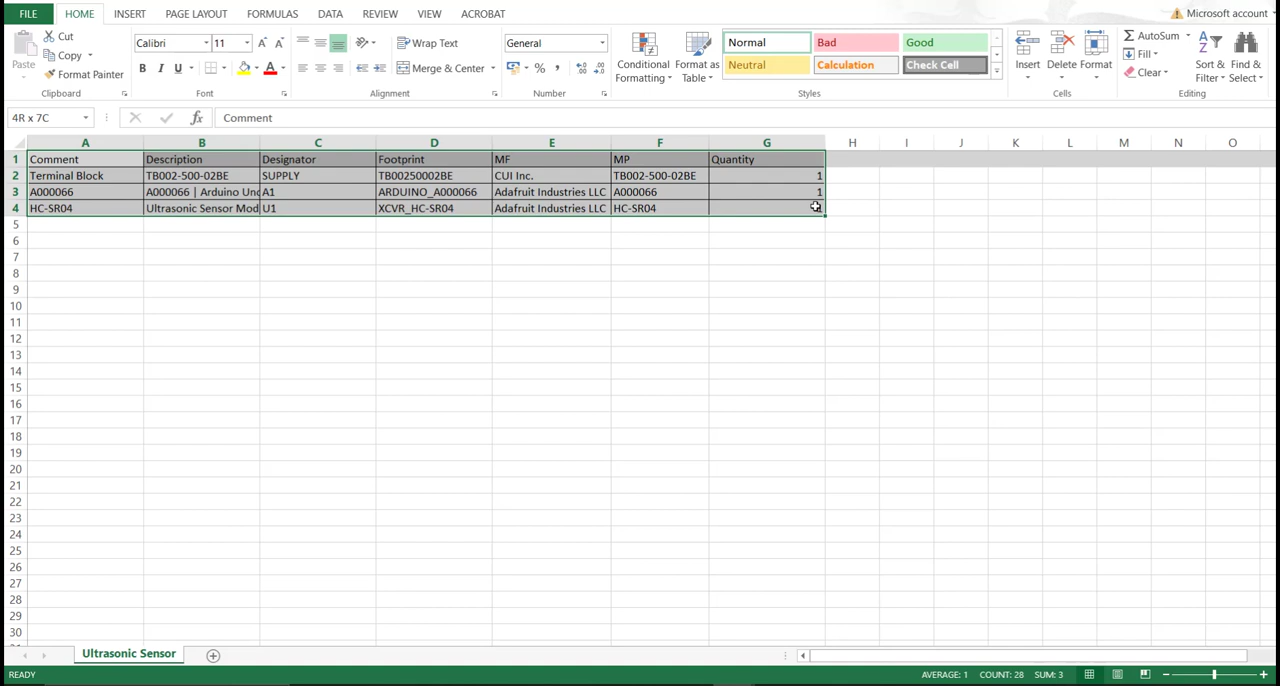 FILE HOME INSERT PAGE LAYOUT FORMULAS DATA REVIEW VIEW ACROBAT Microsoft account
Paste Cut Copy Format Painter Calibri 11 A A B I U A Wrap Text Merge & Center General % , Conditional Formatting Format as Table Normal Bad Good Neutral Calculation Check Cell Insert Delete Format AutoSum Fill Clear Sort & Filter Find & Select
Clipboard Font Alignment Number Styles Cells Editing
4R x 7C fx Comment
A B C D E F G H I J K L M N O
1 Comment Description Designator Footprint MF MP Quantity
2 Terminal Block TB002-500-02BE SUPPLY TB00250002BE CUI Inc. TB002-500-02BE 1
3 A000066 A000066 | Arduino Uno A1 ARDUINO_A000066 Adafruit Industries LLC A000066 1
4 HC-SR04 Ultrasonic Sensor Mod U1 XCVR_HC-SR04 Adafruit Industries LLC HC-SR04
5
6
7
8
9
10
11
12
13
14
15
16
17
18
19
20
21
22
23
24
25
26
27
28
29
30
Ultrasonic Sensor
READY AVERAGE: 1 COUNT: 28 SUM: 3